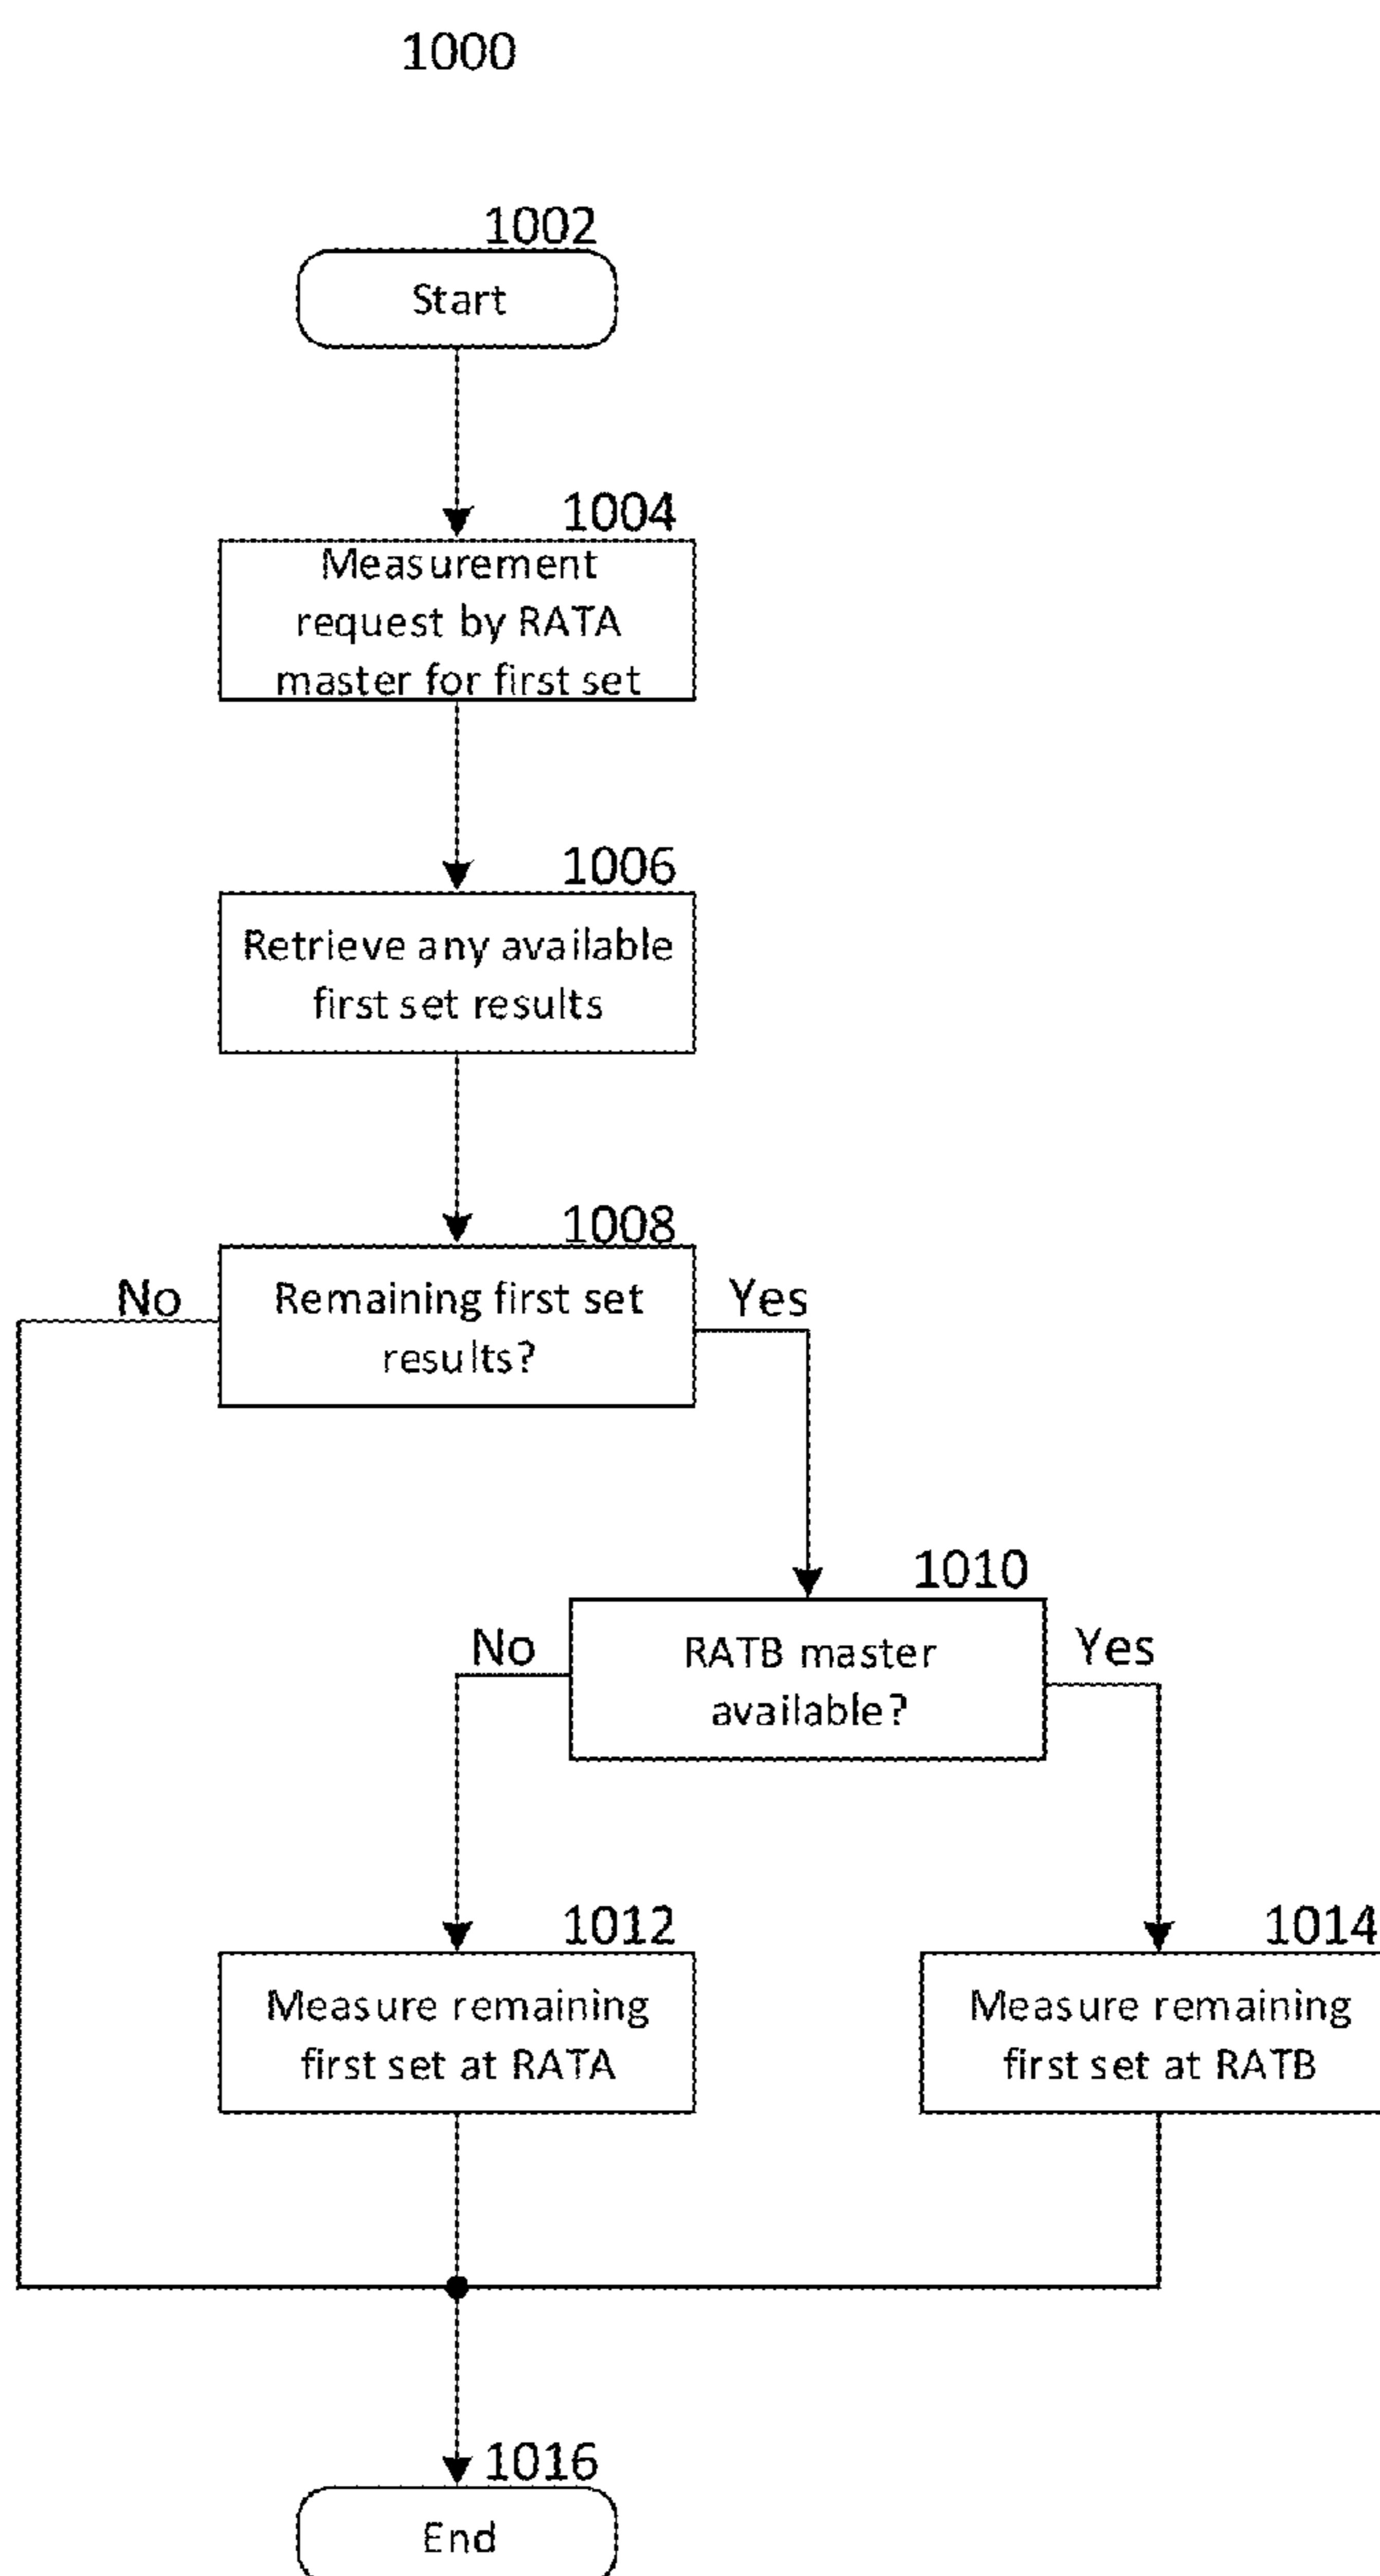 1000
1002
Start
1004
Measurement
request by RATA
master for first set
1006
Retrieve any available
first set results
1008
No
Remaining first set
results?
Yes
1010
No
RATB master
available?
Yes
1012
Measure remaining
first set at RATA
1014
Measure remaining
first set at RATB
1016
End